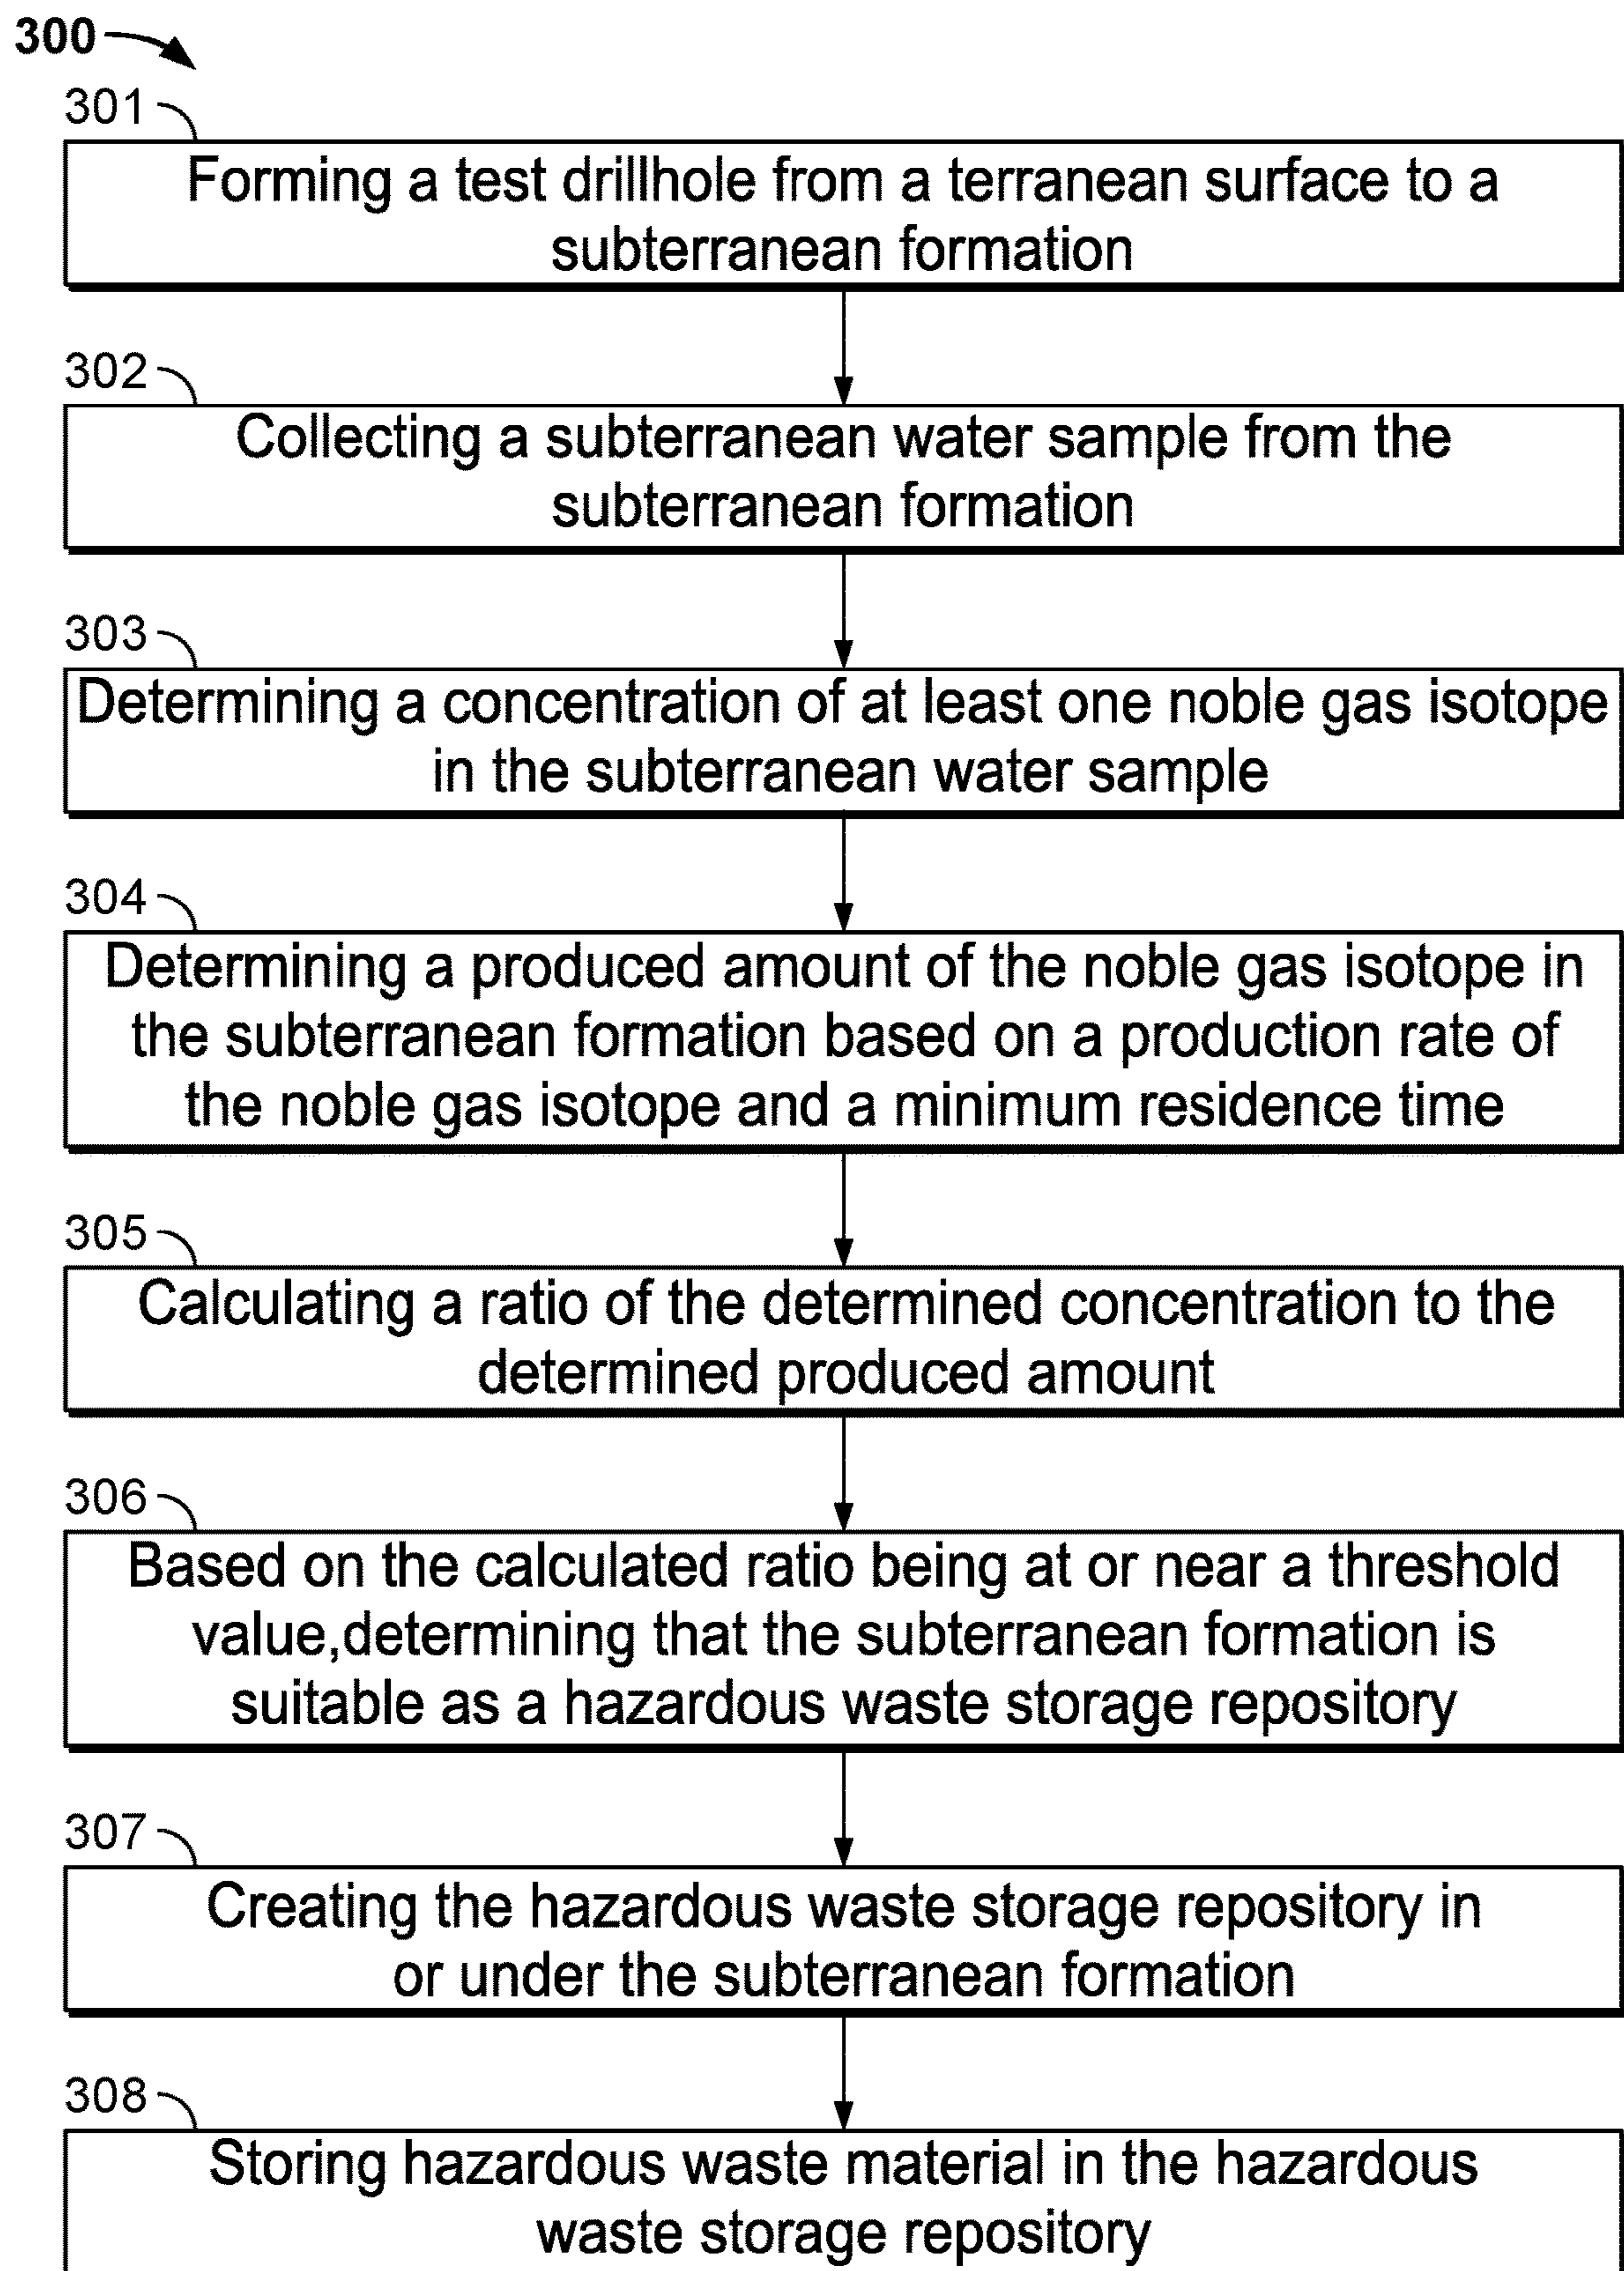 300
301
Forming a test drillhole from a terranean surface to a
subterranean formation
302
Collecting a subterranean water sample from the
subterranean formation
303
Determining a concentration of at least one noble gas isotope
in the subterranean water sample
304
Determining a produced amount of the noble gas isotope in
the subterranean formation based on a production rate of
the noble gas isotope and a minimum residence time
305
Calculating a ratio of the determined concentration to the
determined produced amount
306
Based on the calculated ratio being at or near a threshold
value,determining that the subterranean formation is
suitable as a hazardous waste storage repository
307
Creating the hazardous waste storage repository in
or under the subterranean formation
308
Storing hazardous waste material in the hazardous
waste storage repository